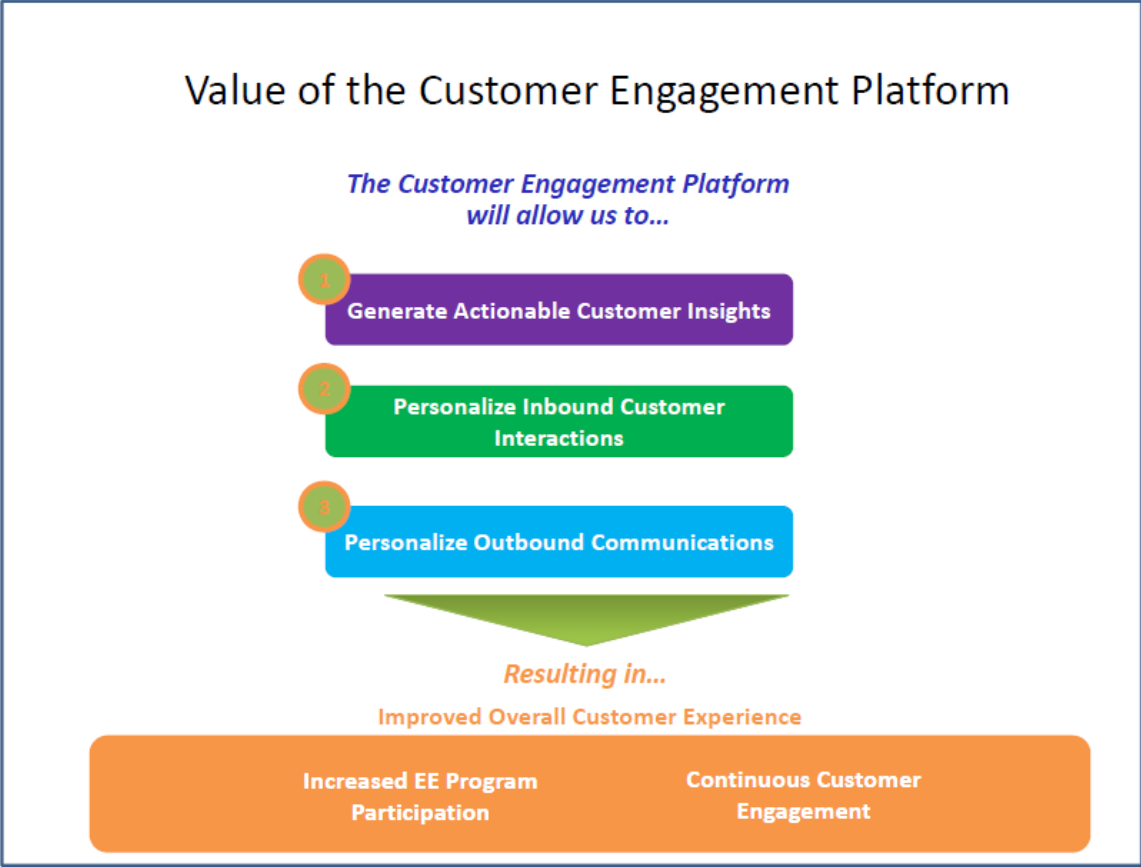 Value of the Customer Engagement Platform
The Customer Engagement Platform
will allow us to...
1
Generate Actionable Customer Insights
2
Personalize Inbound Customer
Interactions
3
Personalize Outbound Communications
Resulting in...
Improved Overall Customer Experience
Increased EE Program
Participation
Continuous Customer
Engagement